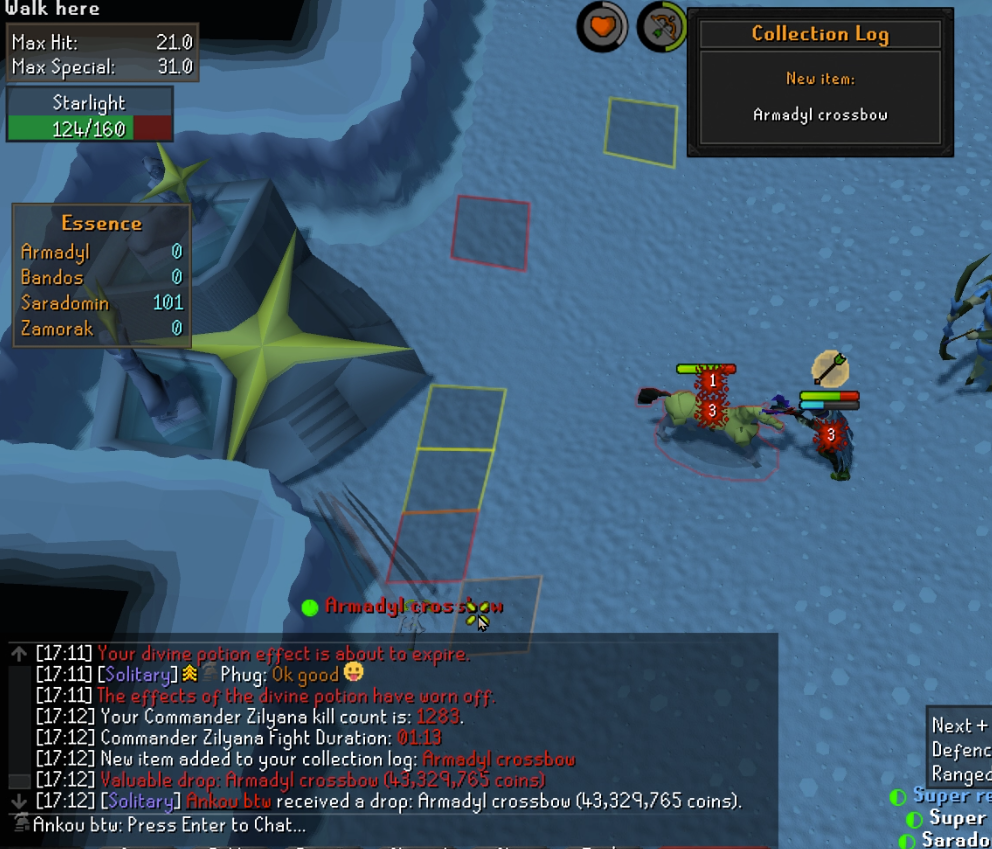 Walk here
Max Hit: 21.0
Max Special: 31.0
Starlight
124/160
Collection Log
New item:
Armadyl crossbow
Essence
Armadyl 0
Bandos 0
Saradomin 101
Zamorak 0
1
3
3
Armadyl crossbow
[17:11] Your divine potion effect is about to expire.
[17:11] [Solitary] Phug: Ok good 😛
[17:11] The effects of the divine potion have worn off.
[17:12] Your Commander Zilyana kill count is: 1283.
[17:12] Commander Zilyana Fight Duration: 01:13
[17:12] New item added to your collection log: Armadyl crossbow
[17:12] Valuable drop: Armadyl crossbow (43,329,765 coins)
[17:12] [Solitary] Ankou btw received a drop: Armadyl crossbow (43,329,765 coins).
Ankou btw: Press Enter to Chat...
Next +
Defenc
Ranged
Super re
Super
Sarado